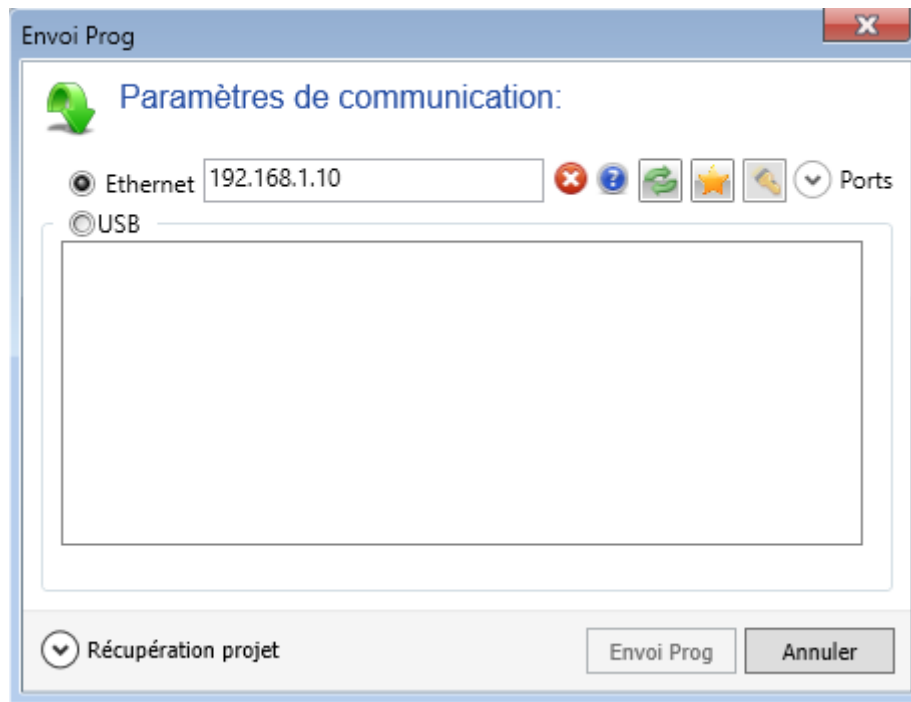 Envoi Prog
Paramètres de communication:
Ethernet 192.168.1.10 Ports
USB
Récupération projet Envoi Prog Annuler